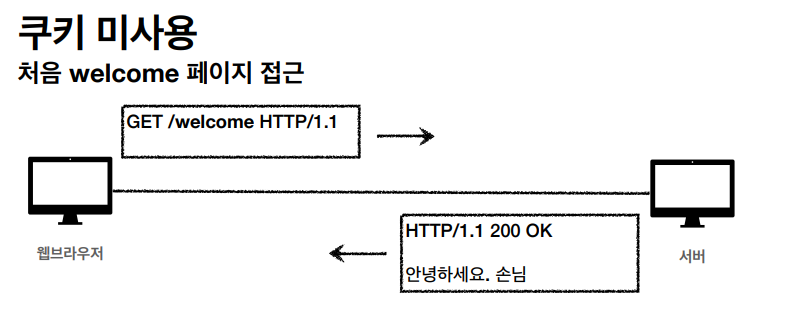 쿠키 미사용
처음 welcome 페이지 접근
GET /welcome HTTP/1.1
웹브라우저
HTTP/1.1 200 OK
안녕하세요. 손님
서버